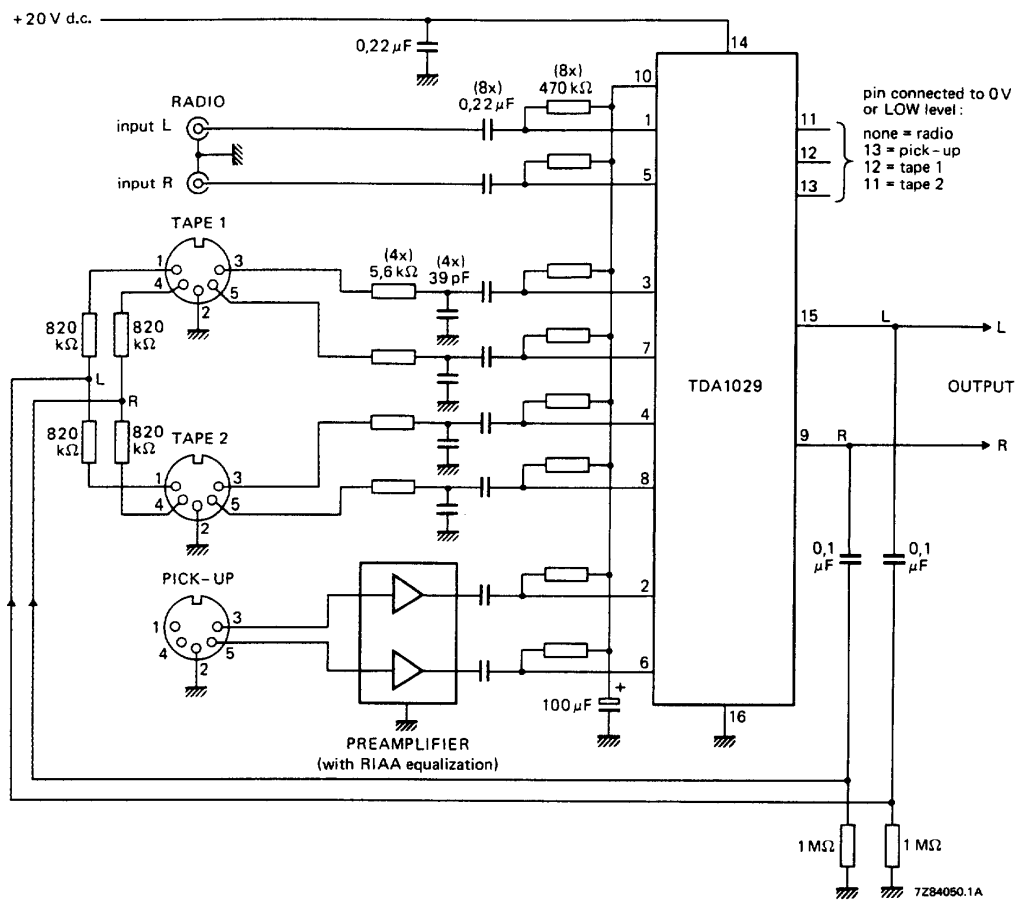 +20 V d.c.
0,22 µF
14
10
(8x)
0,22 µF
(8x)
470 kΩ
RADIO
input L
1
input R
5
pin connected to 0 V
or LOW level :
none = radio
13 = pick-up
12 = tape 1
11 = tape 2
11
12
13
TAPE 1
1
3
4
5
2
(4x)
5,6 kΩ
(4x)
39 pF
3
7
820
kΩ
820
kΩ
L
R
820
kΩ
820
kΩ
TAPE 2
1
3
4
5
2
4
8
TDA1029
15
L
L
OUTPUT
9
R
R
0,1
µF
0,1
µF
PICK-UP
1
3
4
5
2
2
6
100 µF
+
16
PREAMPLIFIER
(with RIAA equalization)
1 MΩ
1 MΩ
7Z84050.1A